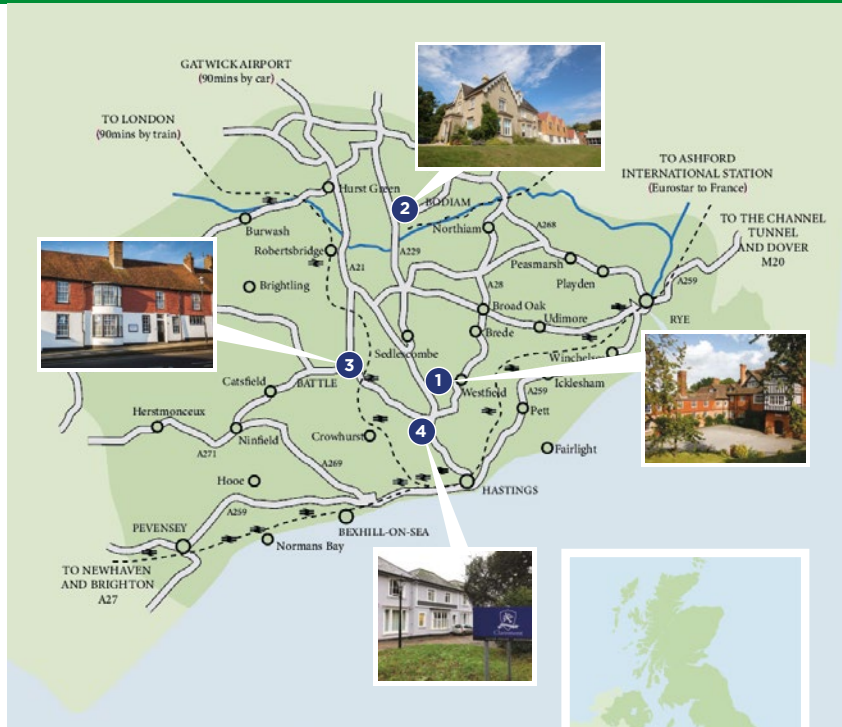 GATWICK AIRPORT
(90mins by car)
TO LONDON
(90mins by train)
TO ASHFORD
INTERNATIONAL STATION
(Eurostar to France)
TO THE CHANNEL
TUNNEL
AND DOVER
M20
Hurst Green
2
BODIAM
Burwash
Northiam
A268
Robertsbridge
A229
A21
Peasmarsh
A259
Brightling
A28
Playden
Broad Oak
RYE
Udimore
Brede
Sedlescombe
Winchelsea
3
BATTLE
1
Westfield
Icklesham
Catsfield
A259
Pett
Herstmonceux
4
Ninfield
Crowhurst
Fairlight
A271
A269
Hooe
HASTINGS
A259
PEVENSEY
BEXHILL-ON-SEA
Normans Bay
TO NEWHAVEN
AND BRIGHTON
A27
Claremont